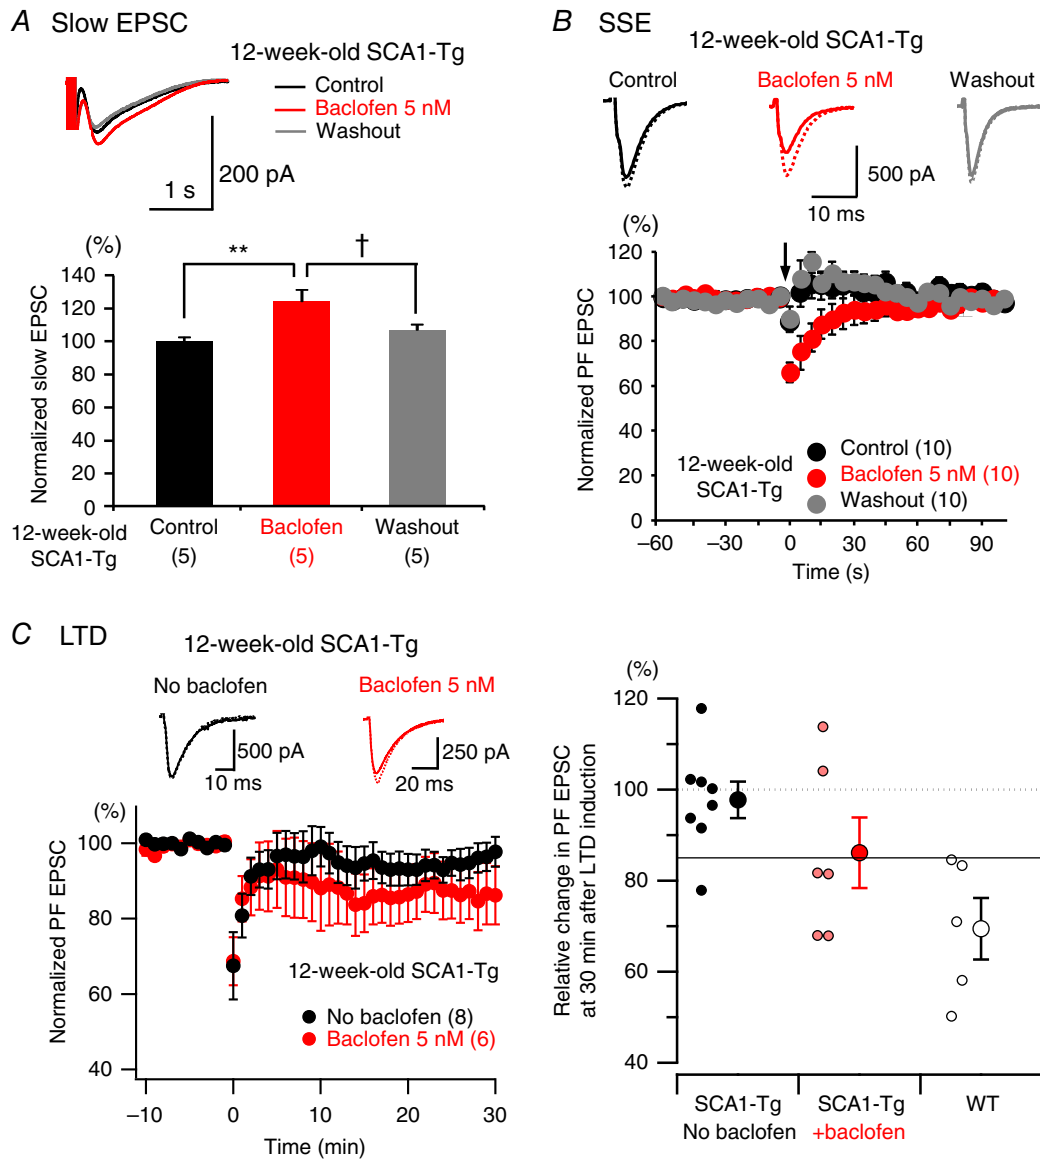 A Slow EPSC
12-week-old SCA1-Tg
Control
Baclofen 5 nM
Washout
200 pA
1 s
(%)
** †
Normalized slow EPSC
140
120
100
80
60
40
20
0
12-week-old SCA1-Tg
Control (5)
Baclofen (5)
Washout (5)
B SSE
12-week-old SCA1-Tg
Control Baclofen 5 nM Washout
500 pA
10 ms
(%)
Normalized PF EPSC
120
100
80
60
40
20
0
12-week-old SCA1-Tg
Control (10)
Baclofen 5 nM (10)
Washout (10)
−60 −30 0 30 60 90
Time (s)
C LTD
12-week-old SCA1-Tg
No baclofen Baclofen 5 nM
500 pA
10 ms
250 pA
20 ms
(%)
Normalized PF EPSC
100
80
60
40
12-week-old SCA1-Tg
No baclofen (8)
Baclofen 5 nM (6)
−10 0 10 20 30
Time (min)
(%)
Relative change in PF EPSC
at 30 min after LTD induction
120
100
80
60
40
SCA1-Tg No baclofen
SCA1-Tg +baclofen
WT